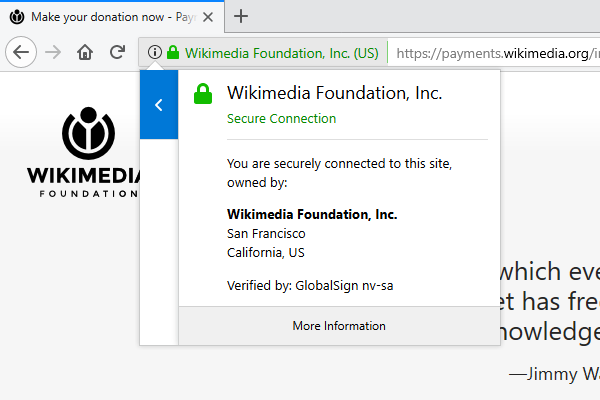 Make your donation now - Pay
Wikimedia Foundation, Inc. (US)
https://payments.wikimedia.org/i
Wikimedia Foundation, Inc.
Secure Connection
You are securely connected to this site,
owned by:
Wikimedia Foundation, Inc.
San Francisco
California, US
Verified by: GlobalSign nv-sa
More Information
WIKIMEDIA
FOUNDATION
which eve
et has fre
nowledge
—Jimmy Wa